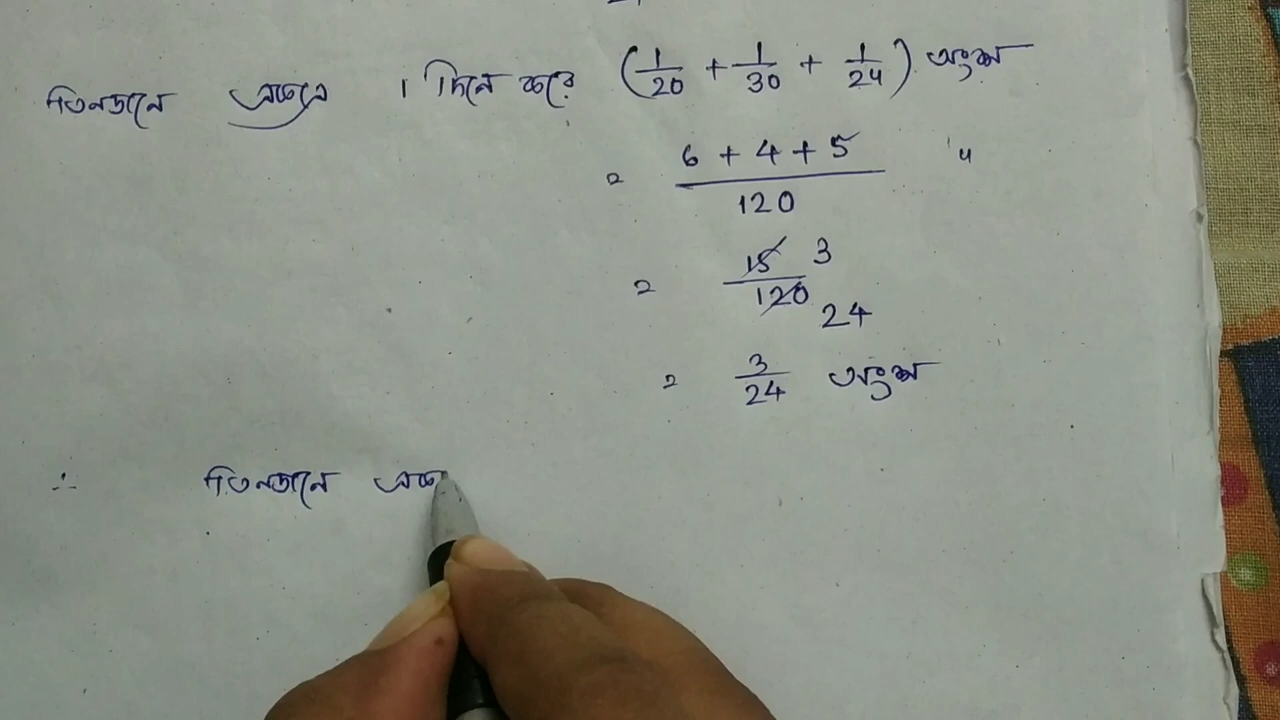 তিনজনে একত্রে 1 দিনে করে (1/20 + 1/30 + 1/24) অংশ
= 6 + 4 + 5 / 120 "
= 15 3 / 120 24
= 3/24 অংশ
∴ তিনজনে একত